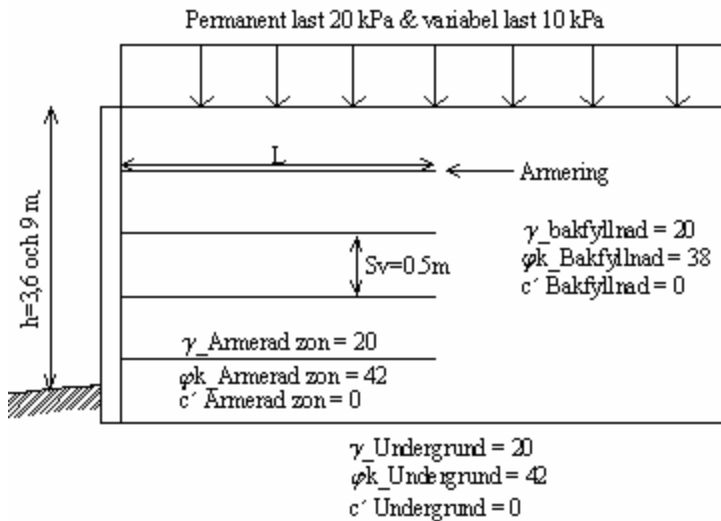 Permanent last 20 kPa & variabel last 10 kPa
L
Armering
h=3,6 och 9 m.
Sv=0.5m
γ_bakfyllnad = 20
φk_Bakfyllnad = 38
c´ Bakfyllnad = 0
γ_Armerad zon = 20
φk_Armerad zon = 42
c´ Armerad zon = 0
γ_Undergrund = 20
φk_Undergrund = 42
c´ Undergrund = 0